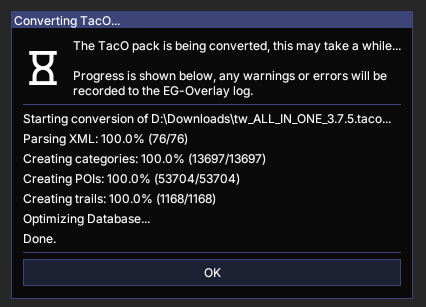 Converting TacO...
The TacO pack is being converted, this may take a while...
Progress is shown below, any warnings or errors will be
recorded to the EG-Overlay log.
Starting conversion of D:\Downloads\tw_ALL_IN_ONE_3.7.5.taco...
Parsing XML: 100.0% (76/76)
Creating categories: 100.0% (13697/13697)
Creating POIs: 100.0% (53704/53704)
Creating trails: 100.0% (1168/1168)
Optimizing Database...
Done.
OK